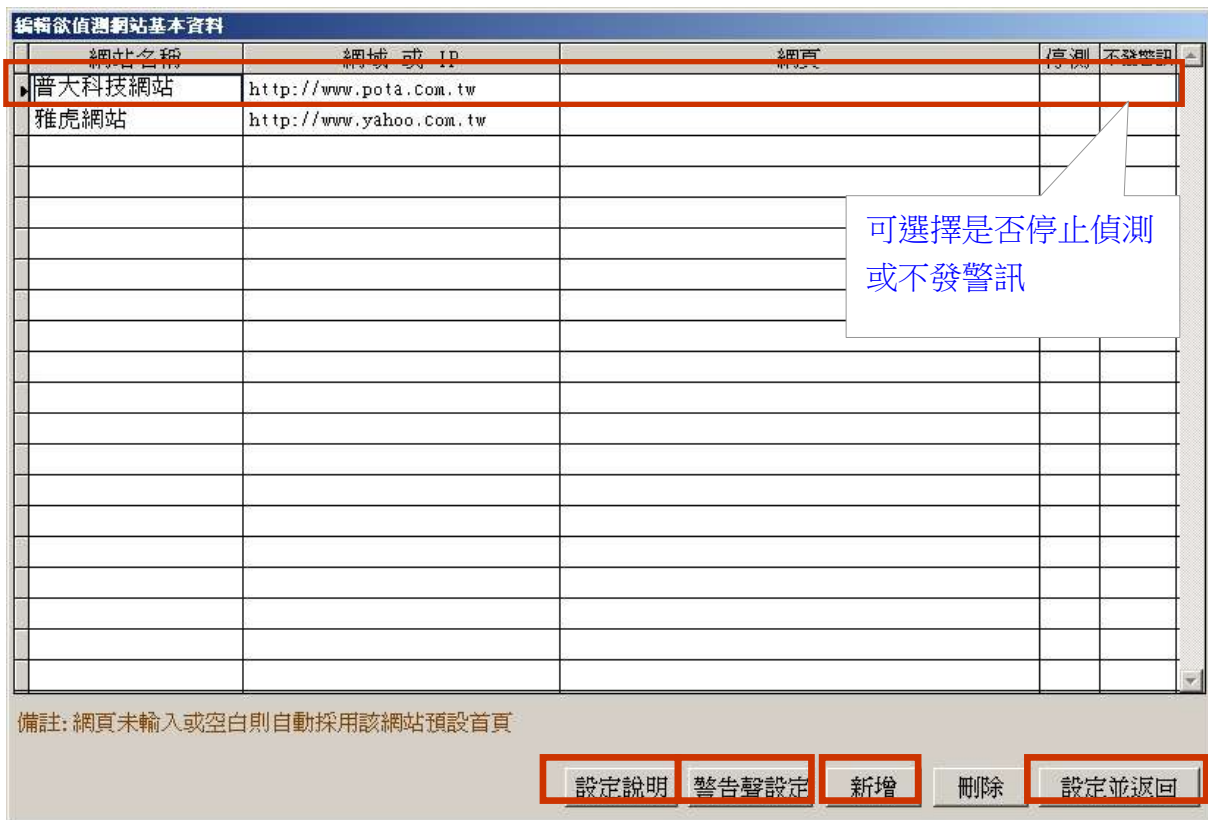 編輯欲偵測網站基本資料
網站名稱 網域 或 IP 網頁 停測 不發警訊
普大科技網站 http://www.pota.Com.tw
雅虎網站 http://www.yahoo.Com.tw
可選擇是否停止偵測
或不發警訊
備註:網頁未輸入或空白則自動採用該網站預設首頁
設定說明 警告聲設定 新增 刪除 設定並返回